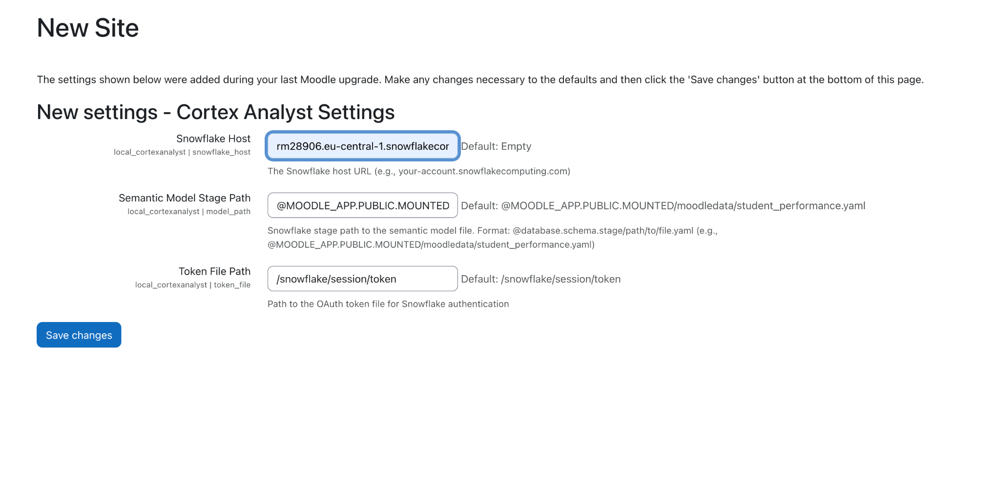 New Site
The settings shown below were added during your last Moodle upgrade. Make any changes necessary to the defaults and then click the 'Save changes' button at the bottom of this page.
New settings - Cortex Analyst Settings
Snowflake Host
local_cortexanalyst | snowflake_host
rm28906.eu-central-1.snowflakecor
Default: Empty
The Snowflake host URL (e.g., your-account.snowflakecomputing.com)
Semantic Model Stage Path
local_cortexanalyst | model_path
@MOODLE_APP.PUBLIC.MOUNTED
Default: @MOODLE_APP.PUBLIC.MOUNTED/moodledata/student_performance.yaml
Snowflake stage path to the semantic model file. Format: @database.schema.stage/path/to/file.yaml (e.g.,
@MOODLE_APP.PUBLIC.MOUNTED/moodledata/student_performance.yaml)
Token File Path
local_cortexanalyst | token_file
/snowflake/session/token
Default: /snowflake/session/token
Path to the OAuth token file for Snowflake authentication
Save changes